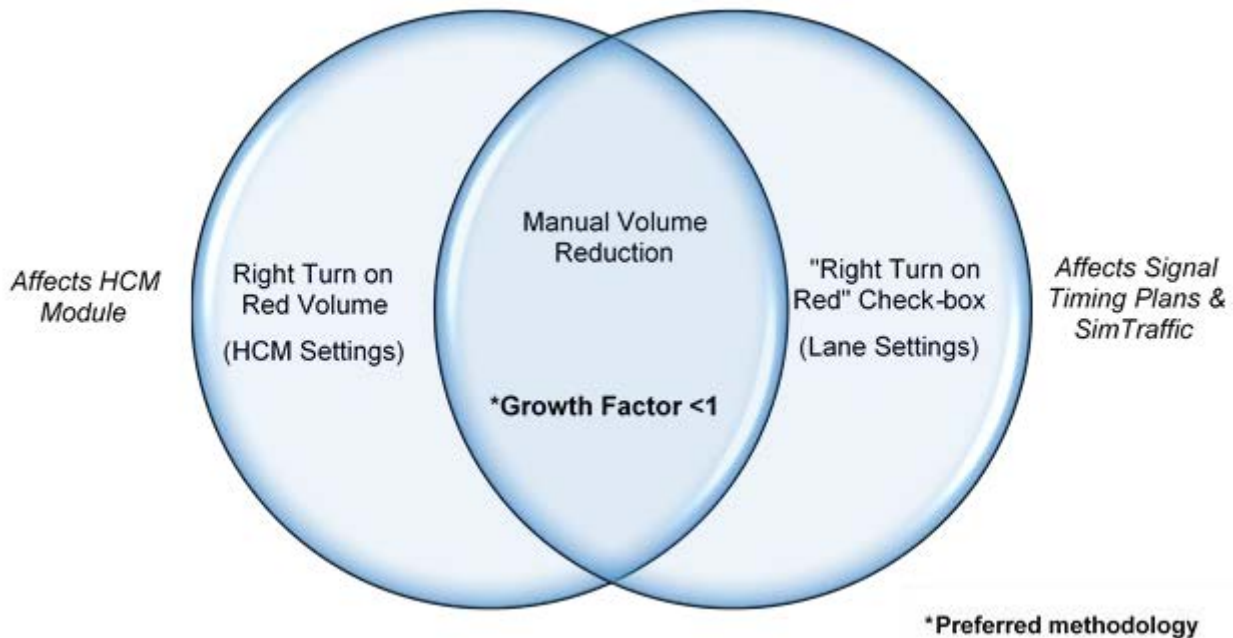 Affects HCM
Module
Right Turn on
Red Volume
(HCM Settings)
Manual Volume
Reduction
*Growth Factor <1
"Right Turn on
Red" Check-box
(Lane Settings)
Affects Signal
Timing Plans &
SimTraffic
*Preferred methodology